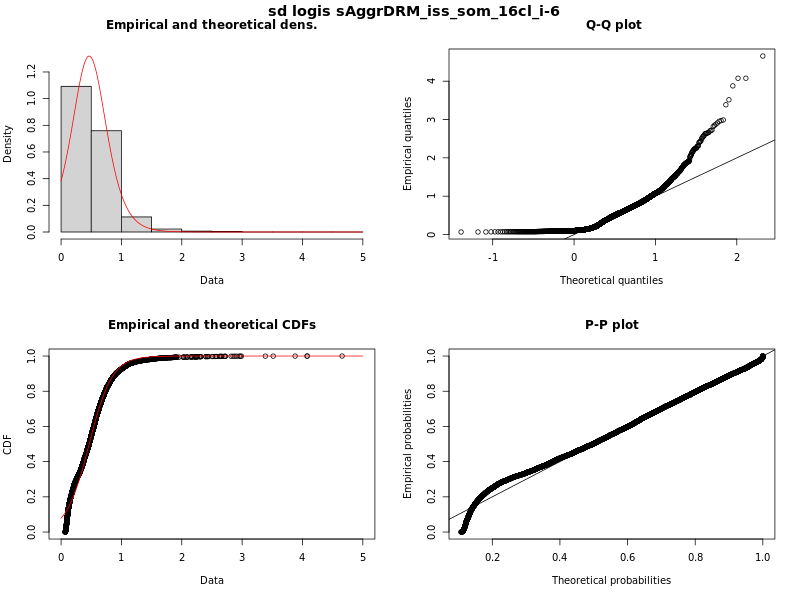 sd logis sAggrDRM_iss_som_16cl_i-6
Empirical and theoretical dens.
Density
0.0 0.2 0.4 0.6 0.8 1.0 1.2
0 1 2 3 4 5
Data
Q-Q plot
Empirical quantiles
0 1 2 3 4
-1 0 1 2
Theoretical quantiles
Empirical and theoretical CDFs
CDF
0.0 0.2 0.4 0.6 0.8 1.0
0 1 2 3 4 5
Data
P-P plot
Empirical probabilities
0.0 0.2 0.4 0.6 0.8 1.0
0.2 0.4 0.6 0.8 1.0
Theoretical probabilities